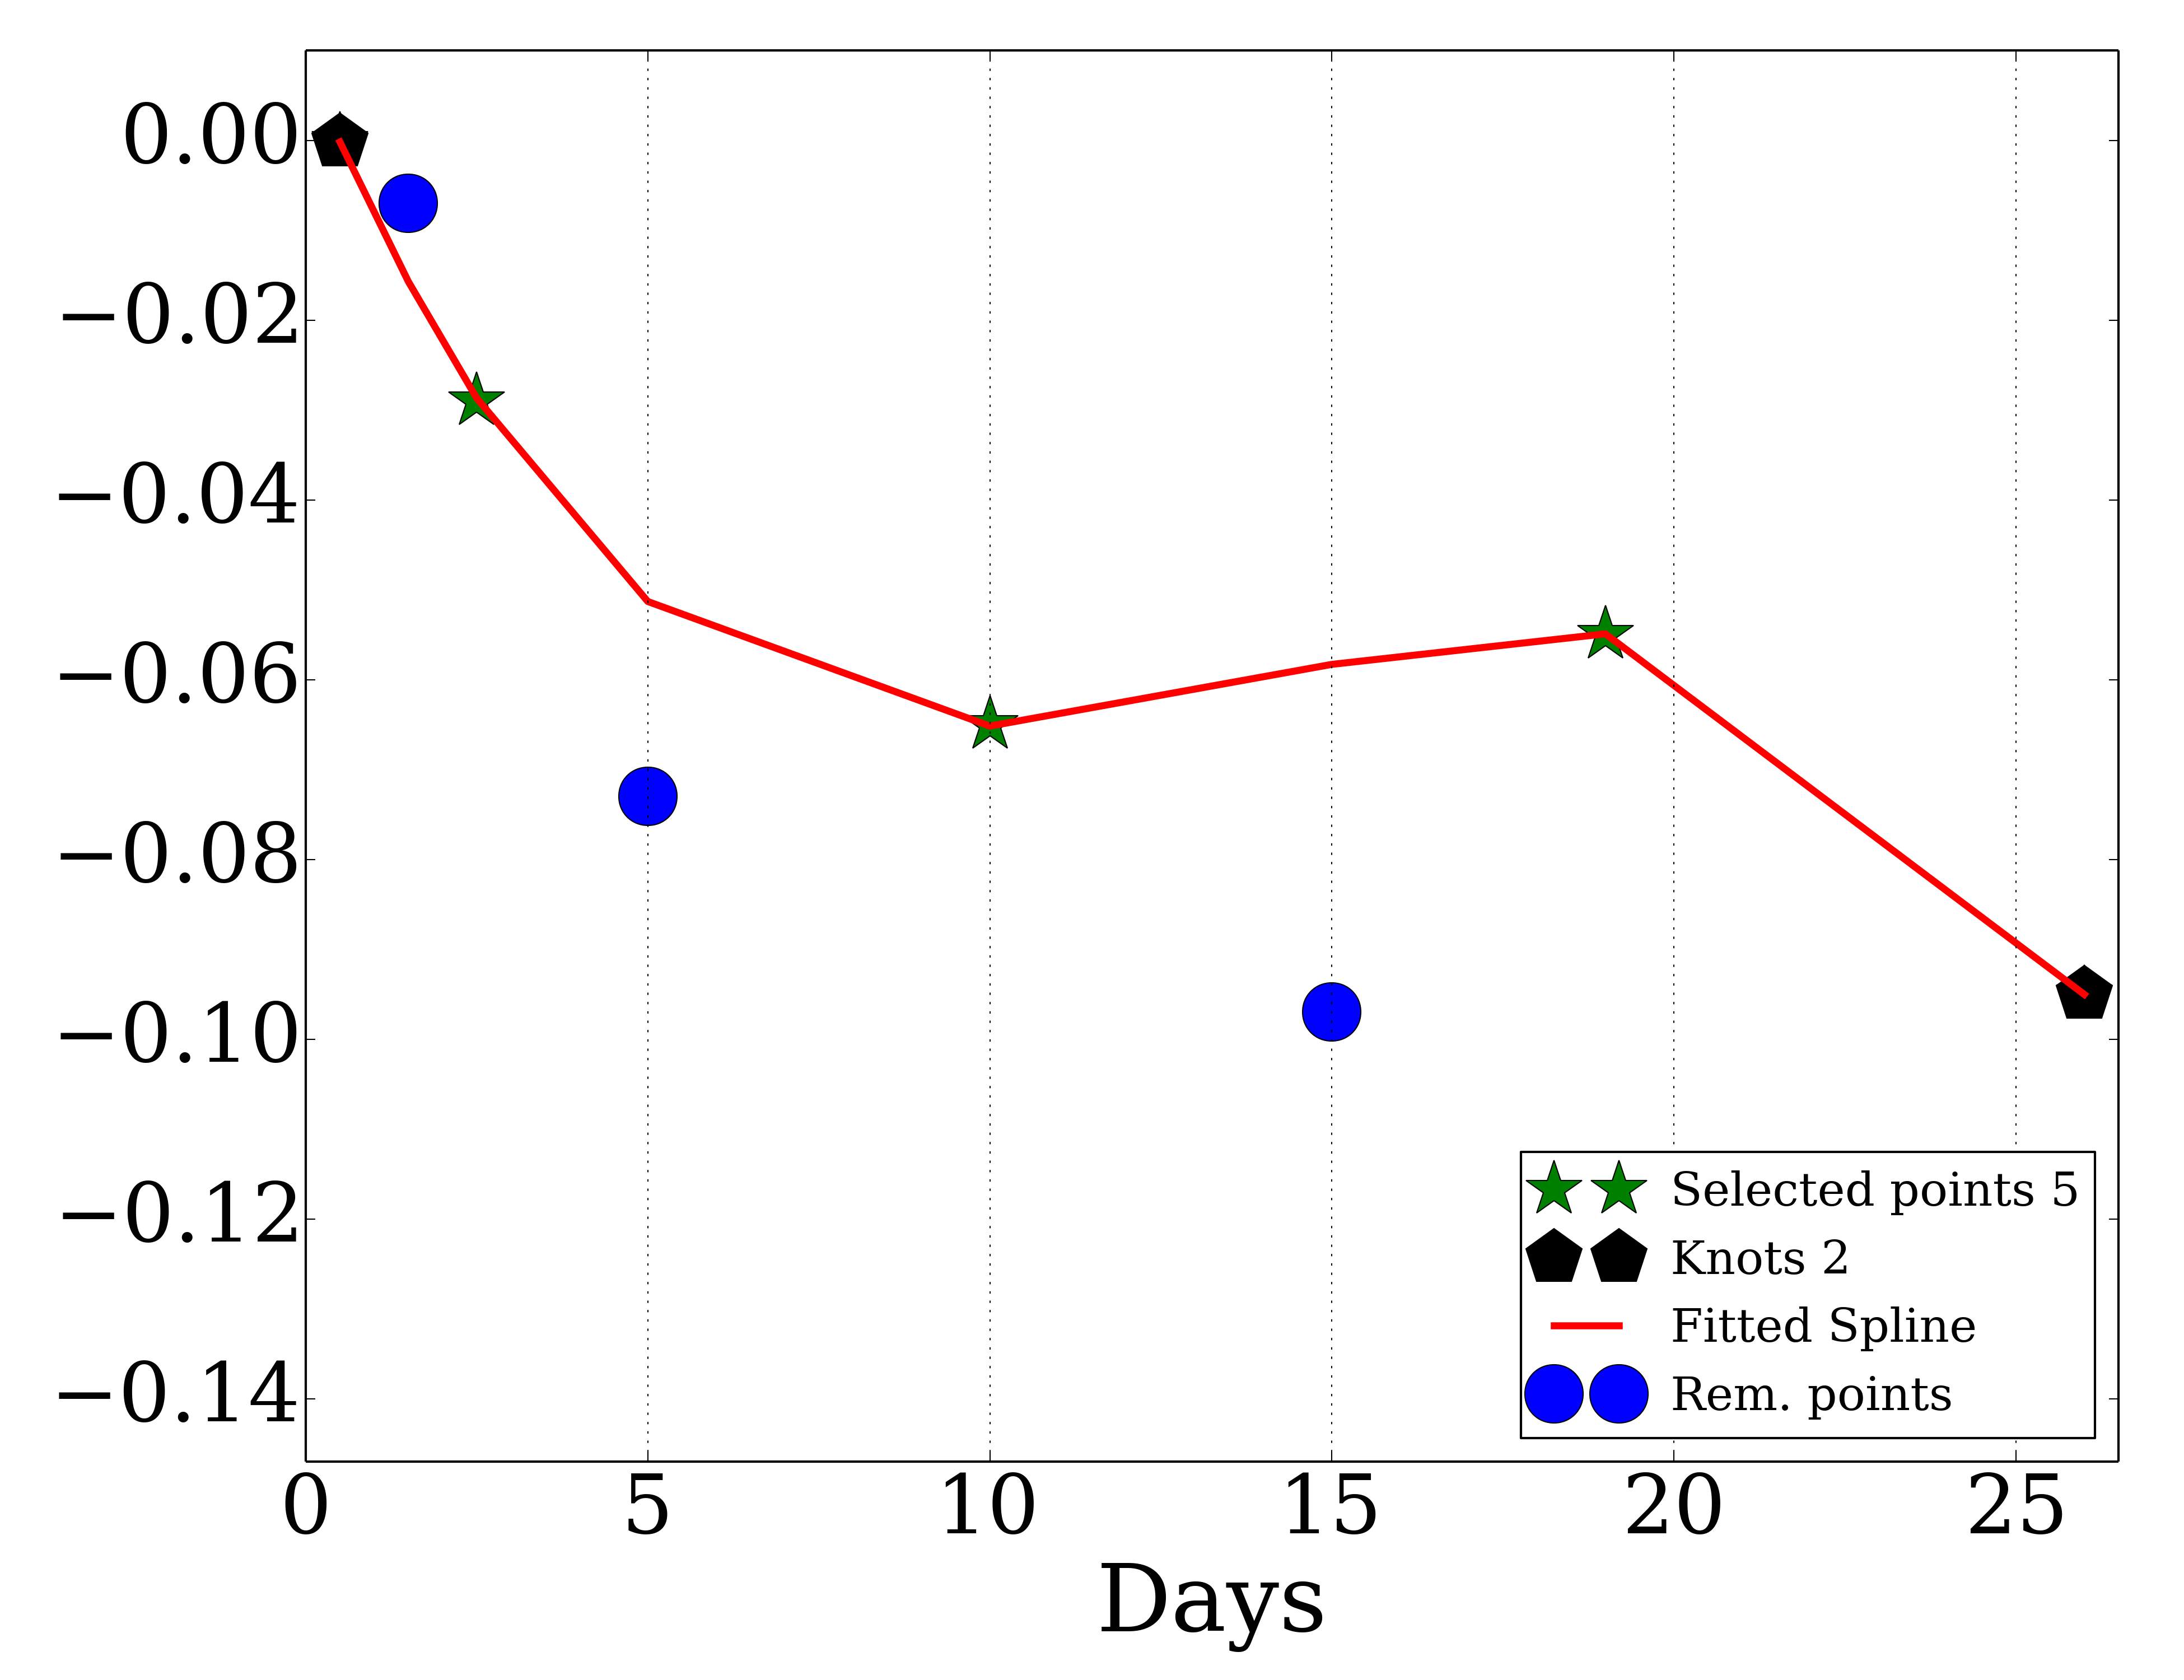 0.00
−0.02
−0.04
−0.06
−0.08
−0.10
−0.12
−0.14
Selected points 5
Knots 2
Fitted Spline
Rem. points
0 5 10 15 20 25
Days